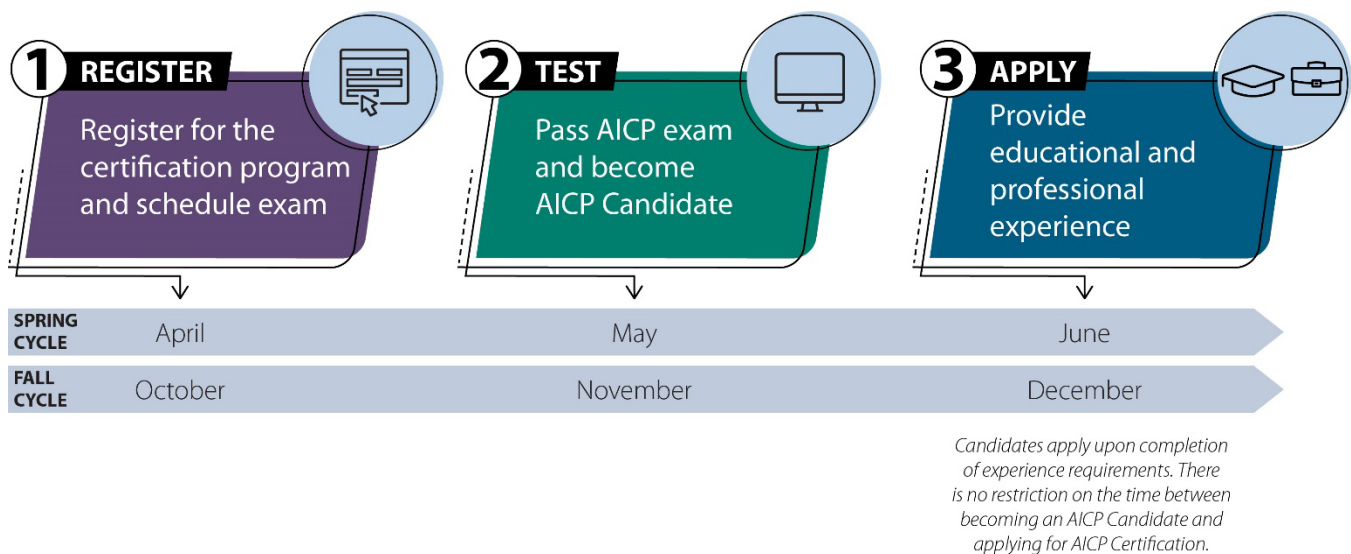 1 REGISTER
Register for the
certification program
and schedule exam
2 TEST
Pass AICP exam
and become
AICP Candidate
3 APPLY
Provide
educational and
professional
experience
SPRING
CYCLE
April
May
June
FALL
CYCLE
October
November
December
Candidates apply upon completion
of experience requirements. There
is no restriction on the time between
becoming an AICP Candidate and
applying for AICP Certification.